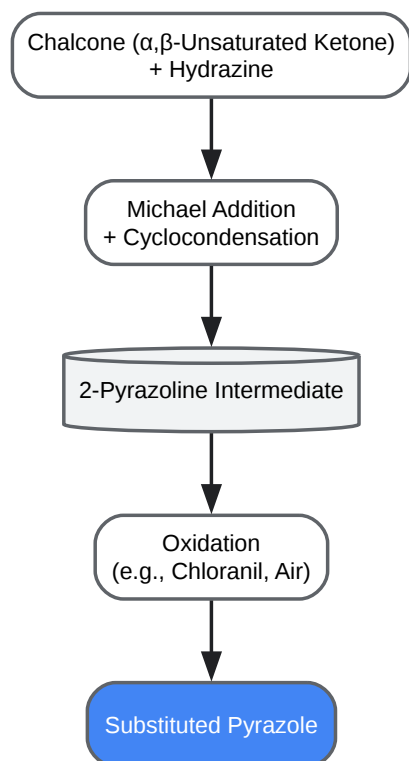 Chalcone (α,β-Unsaturated Ketone)
+ Hydrazine
Michael Addition
+ Cyclocondensation
2-Pyrazoline Intermediate
Oxidation
(e.g., Chloranil, Air)
Substituted Pyrazole